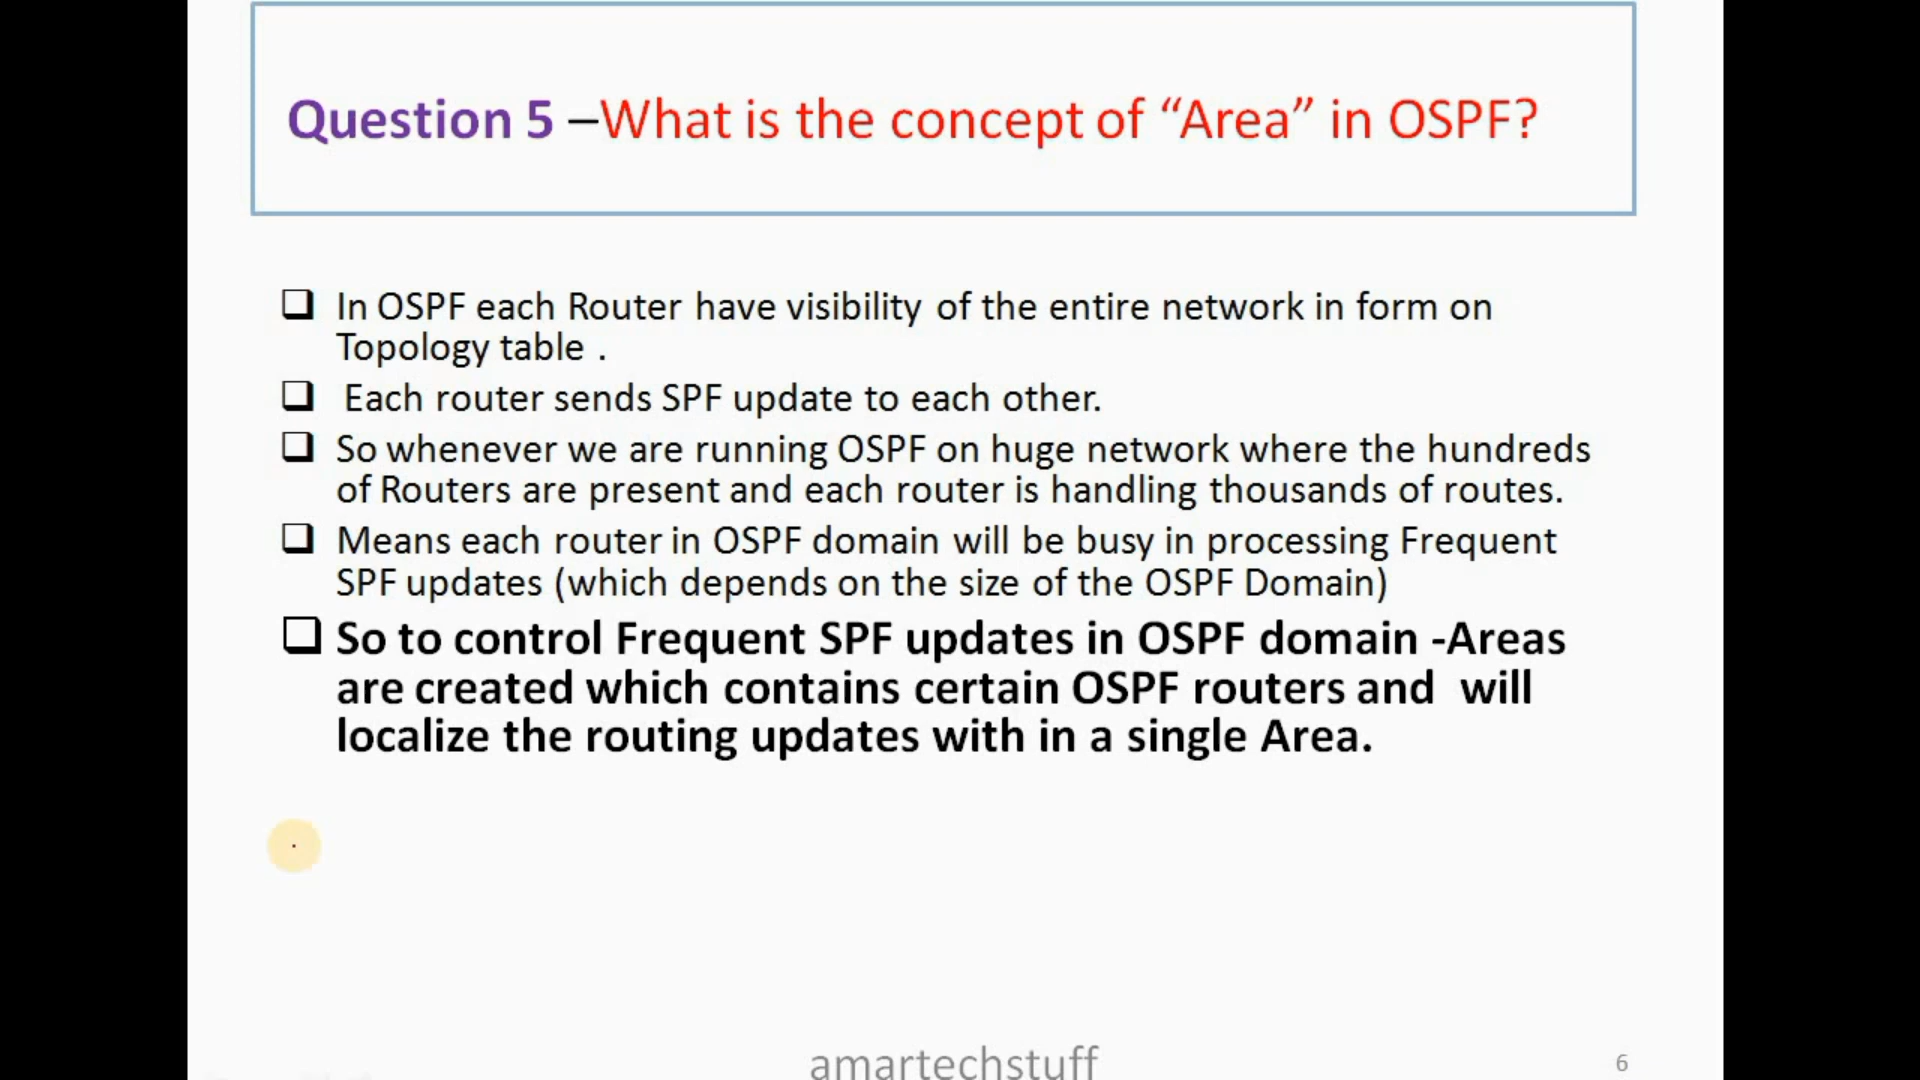 Question 5 –What is the concept of “Area” in OSPF?
In OSPF each Router have visibility of the entire network in form on
Topology table .
Each router sends SPF update to each other.
So whenever we are running OSPF on huge network where the hundreds
of Routers are present and each router is handling thousands of routes.
Means each router in OSPF domain will be busy in processing Frequent
SPF updates (which depends on the size of the OSPF Domain)
So to control Frequent SPF updates in OSPF domain -Areas
are created which contains certain OSPF routers and will
localize the routing updates with in a single Area.
amartechstuff
6